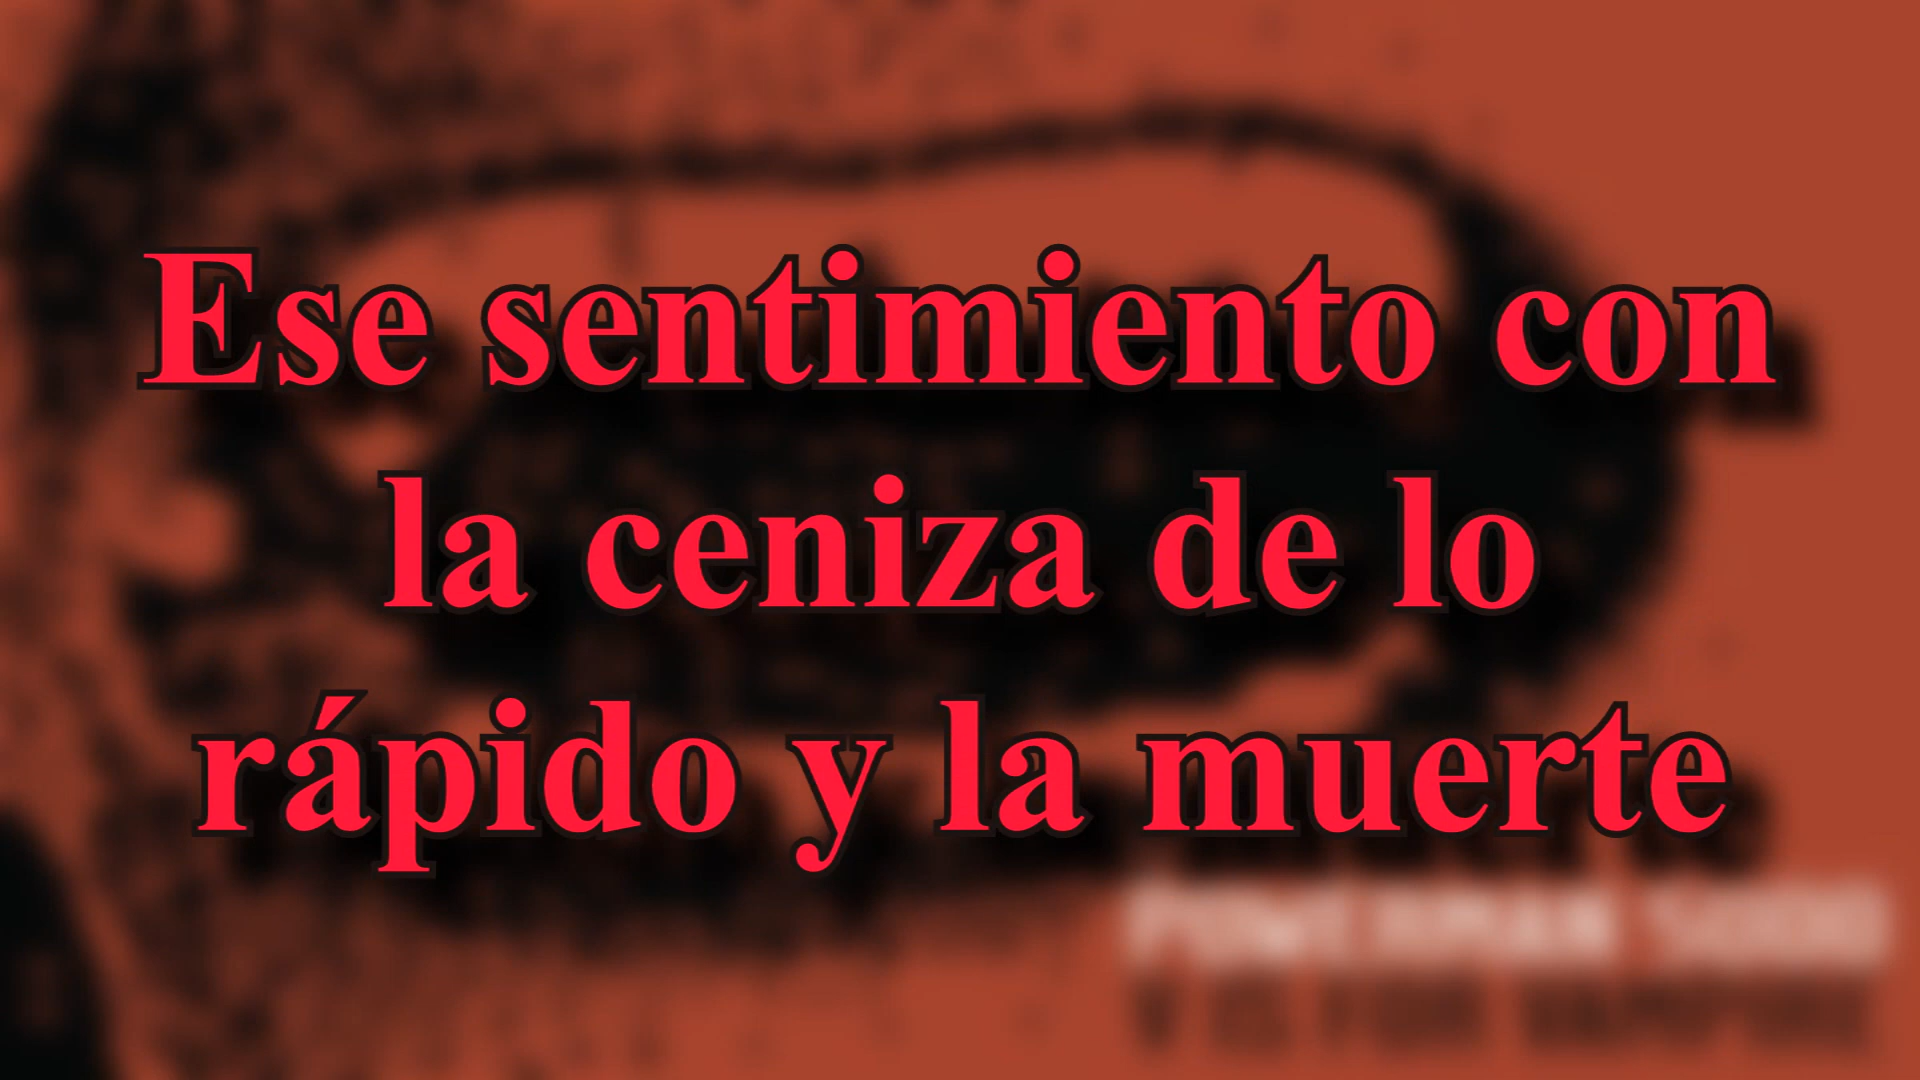 Ese sentimiento con
la ceniza de lo
rápido y la muerte